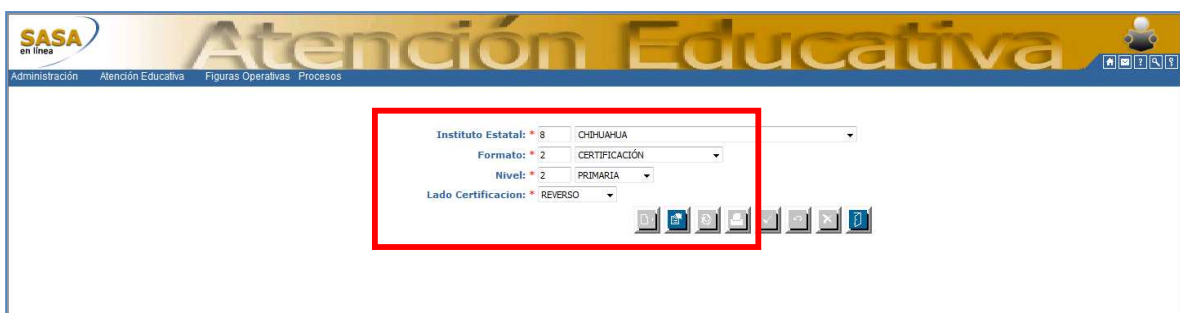 SASA
en línea
Atención Educativa
Administración Atención Educativa Figuras Operativas Procesos
Instituto Estatal: * 8 CHIHUAHUA
Formato: * 2 CERTIFICACIÓN
Nivel: * 2 PRIMARIA
Lado Certificacion: * REVERSO